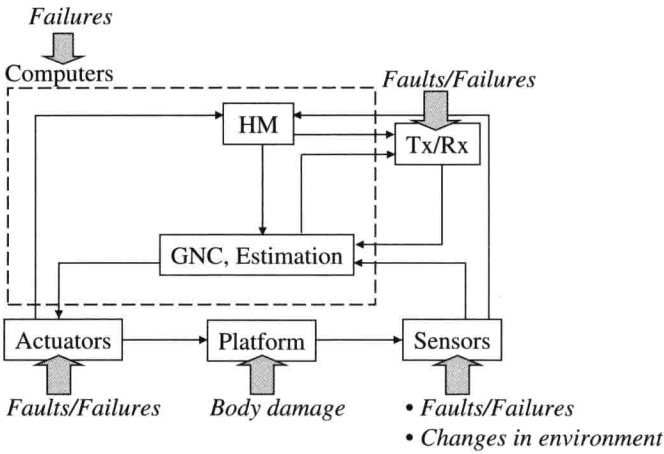 Failures
Computers
Faults/Failures
HM
Tx/Rx
GNC, Estimation
Actuators
Platform
Sensors
Faults/Failures
Body damage
• Faults/Failures
• Changes in environment